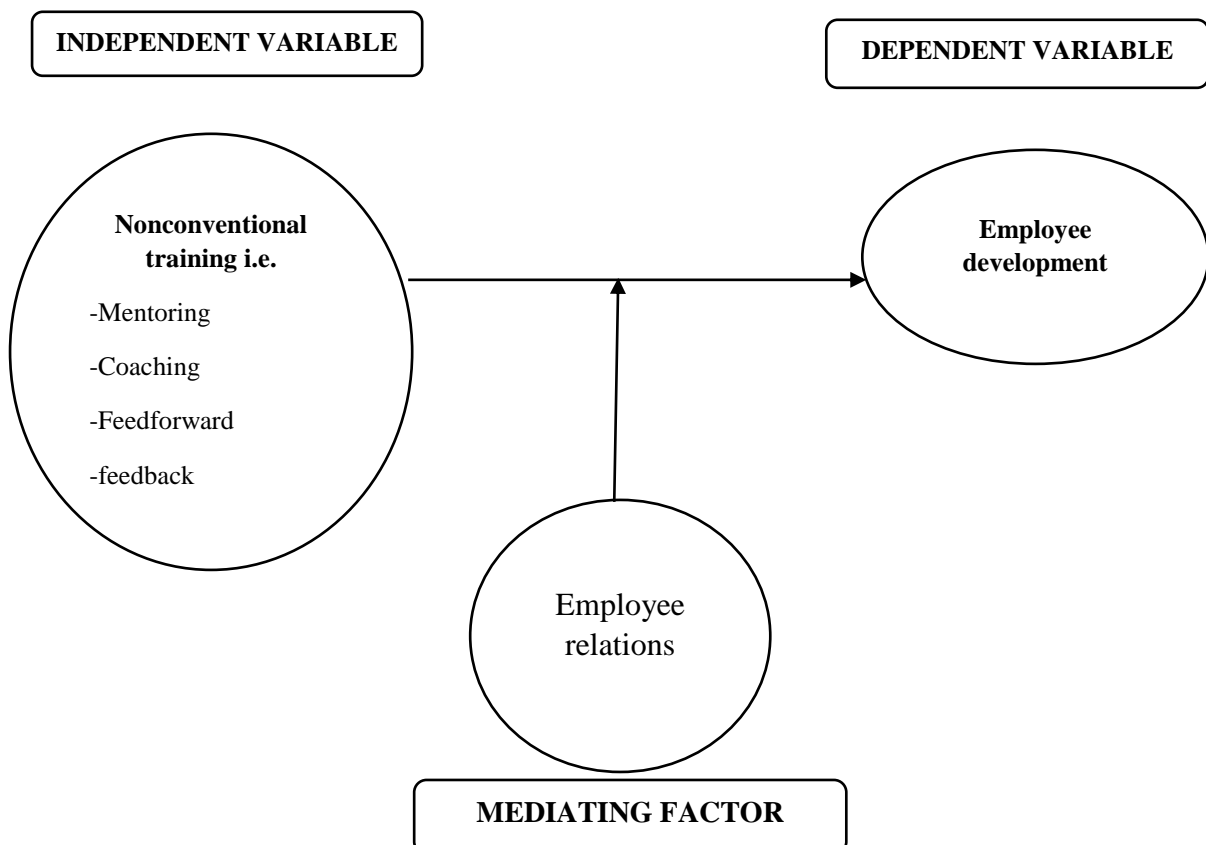 INDEPENDENT VARIABLE
DEPENDENT VARIABLE
Nonconventional
training i.e.
-Mentoring
-Coaching
-Feedforward
-feedback
Employee
development
Employee
relations
MEDIATING FACTOR